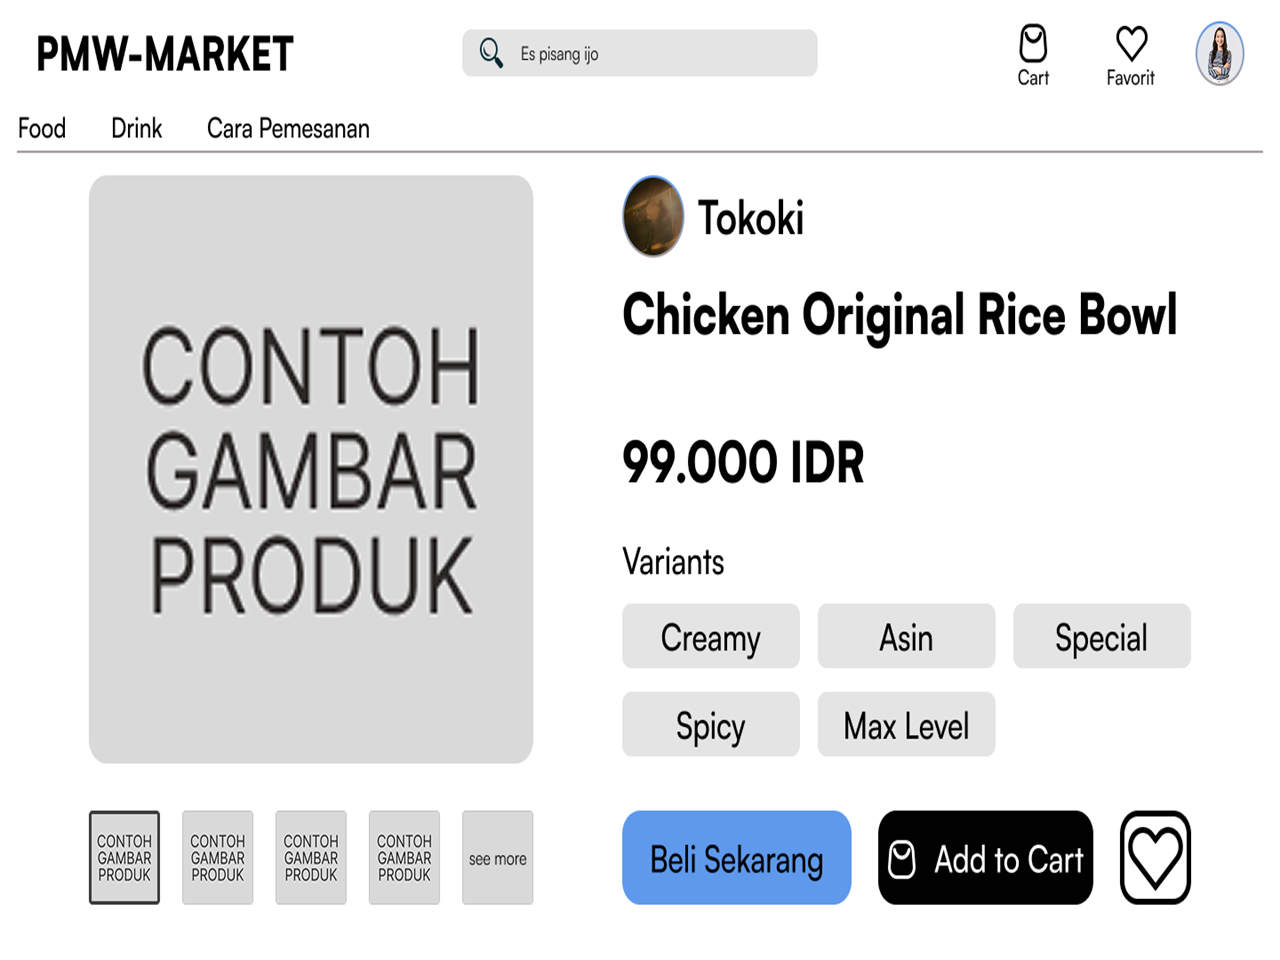 PMW-MARKET
Es pisang ijo
Cart
Favorit
Food
Drink
Cara Pemesanan
CONTOH
GAMBAR
PRODUK
Tokoki
Chicken Original Rice Bowl
99.000 IDR
Variants
Creamy
Asin
Special
Spicy
Max Level
CONTOH
GAMBAR
PRODUK
CONTOH
GAMBAR
PRODUK
CONTOH
GAMBAR
PRODUK
CONTOH
GAMBAR
PRODUK
see more
Beli Sekarang
Add to Cart